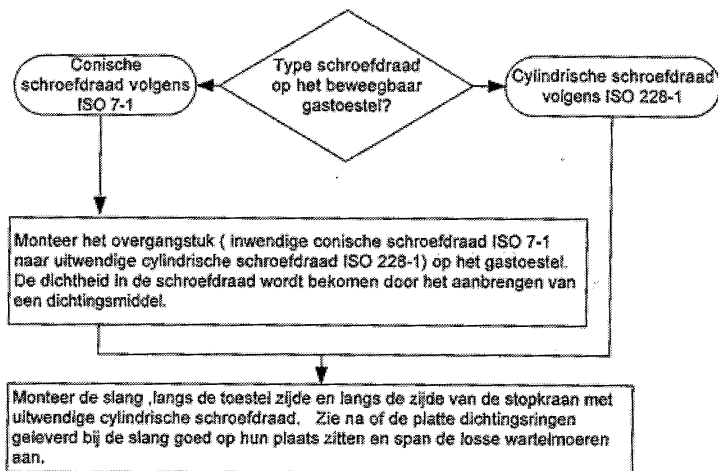 Conische
schroefdraad volgens
ISO 7-1
Type schroefdraad
op het beweegbaar
gastoestel?
Cylindrische schroefdraad
volgens ISO 228-1
Monteer het overgangstuk ( inwendige conische schroefdraad ISO 7-1
naar uitwendige cylindrische schroefdraad ISO 228-1) op het gastoestel.
De dichtheid in de schroefdraad wordt bekomen door het aanbrengen van
een dichtingsmiddel.
Monteer de slang ,langs de toestel zijde en langs de zijde van de stopkraan met
uitwendige cylindrische schroefdraad. Zie na of de platte dichtingsringen
geleverd bij de slang goed op hun plaats zitten en span de losse wartelmoeren
aan.